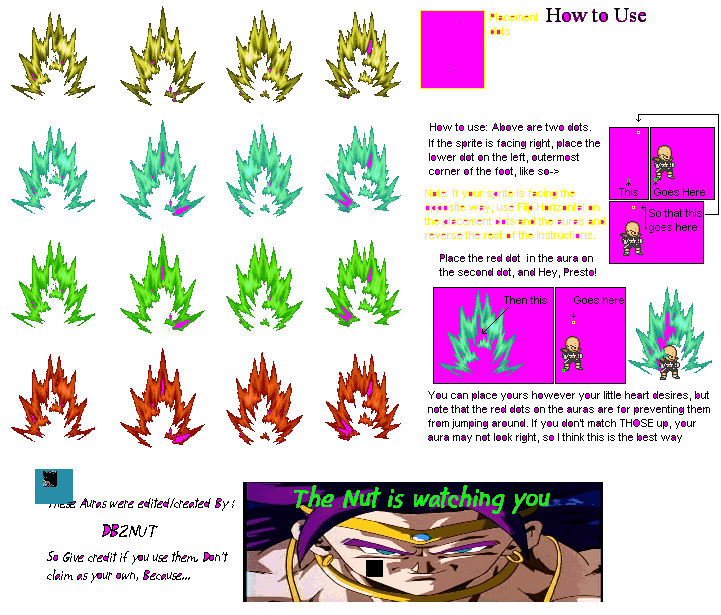 How to Use
Placement
dots
How to use: Above are two dots.
If the sprite is facing right, place the
lower dot on the left, outermost
corner of the foot, like so->
This
Goes Here
So that this
goes here.
Note: If your sprite is facing the
opposite way, use Flip Horizontal on
the placement dots and the auras and
reverse the rest of the instructions.
Place the red dot in the aura on
the second dot, and Hey, Presto!
Then this
Goes here
You can place yours however your little heart desires, but
note that the red dots on the auras are for preventing them
from jumping around. If you don't match THOSE up, your
aura may not look right, so I think this is the best way
These Auras were edited/created By :
DBZNUT
So Give credit if you use them, Don't
claim as your own, Because...
The Nut is watching you